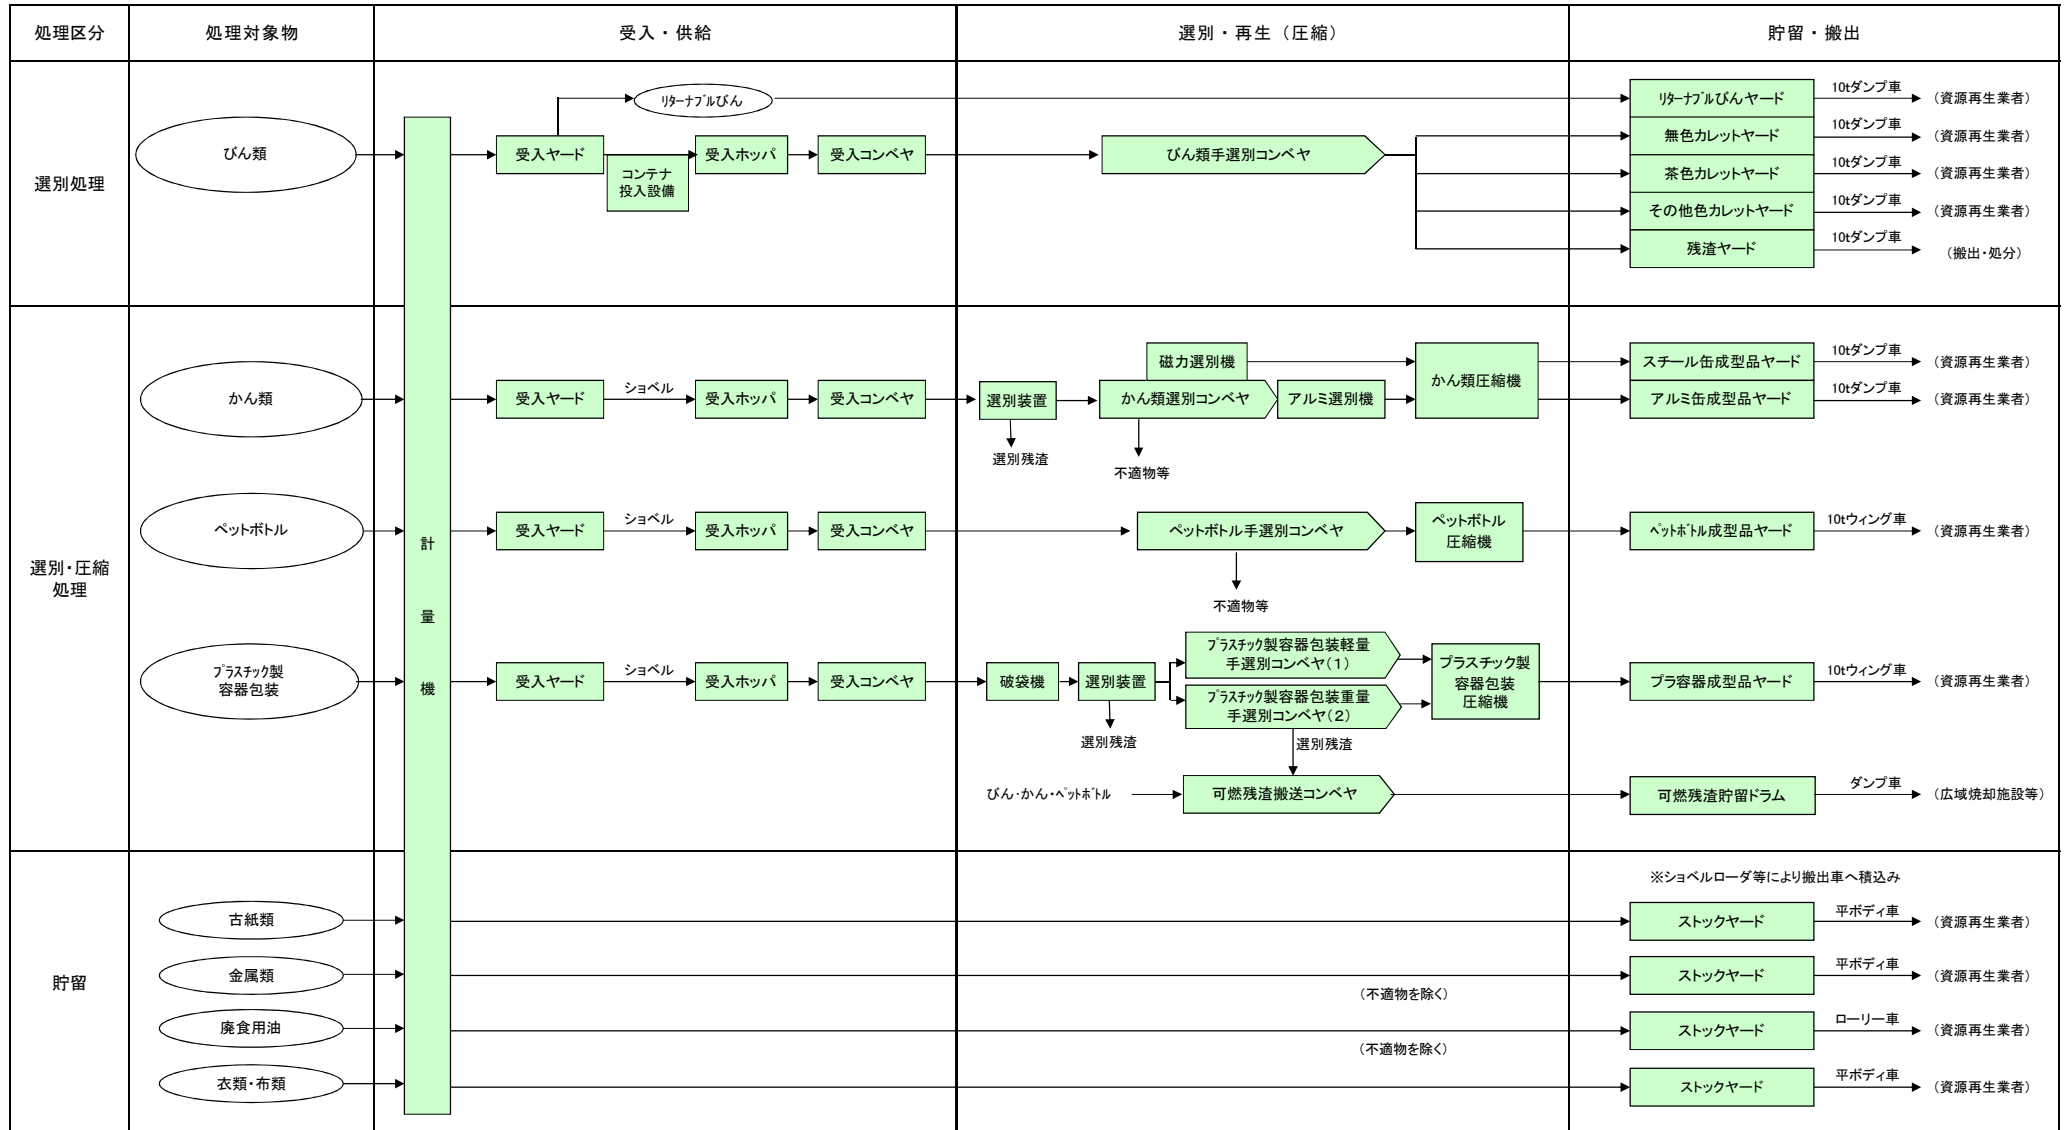 処理区分
処理対象物
受入・供給
選別・再生（圧縮）
貯留・搬出
選別処理
びん類
リターナブルびん
受入ヤード
コンテナ
投入設備
受入ホッパ
受入コンベヤ
びん類手選別コンベヤ
リターナブルびんヤード
10tダンプ車
（資源再生業者）
無色カレットヤード
10tダンプ車
（資源再生業者）
茶色カレットヤード
10tダンプ車
（資源再生業者）
その他色カレットヤード
10tダンプ車
（資源再生業者）
残渣ヤード
10tダンプ車
（搬出・処分）
計
量
機
選別・圧縮
処理
かん類
受入ヤード
ショベル
受入ホッパ
受入コンベヤ
選別装置
選別残渣
磁力選別機
かん類選別コンベヤ
不適物等
アルミ選別機
かん類圧縮機
スチール缶成型品ヤード
10tダンプ車
（資源再生業者）
アルミ缶成型品ヤード
10tダンプ車
（資源再生業者）
ペットボトル
受入ヤード
ショベル
受入ホッパ
受入コンベヤ
ペットボトル手選別コンベヤ
不適物等
ペットボトル
圧縮機
ペットボトル成型品ヤード
10tウィング車
（資源再生業者）
プラスチック製
容器包装
受入ヤード
ショベル
受入ホッパ
受入コンベヤ
破袋機
選別装置
選別残渣
プラスチック製容器包装軽量
手選別コンベヤ（１）
プラスチック製容器包装重量
手選別コンベヤ（２）
選別残渣
プラスチック製
容器包装
圧縮機
プラ容器成型品ヤード
10tウィング車
（資源再生業者）
びん・かん・ペットボトル
可燃残渣搬送コンベヤ
可燃残渣貯留ドラム
ダンプ車
（広域焼却施設等）
貯留
※ショベルローダ等により搬出車へ積込み
古紙類
ストックヤード
平ボディ車
（資源再生業者）
金属類
（不適物を除く）
ストックヤード
平ボディ車
（資源再生業者）
廃食用油
（不適物を除く）
ストックヤード
ローリー車
（資源再生業者）
衣類・布類
ストックヤード
平ボディ車
（資源再生業者）